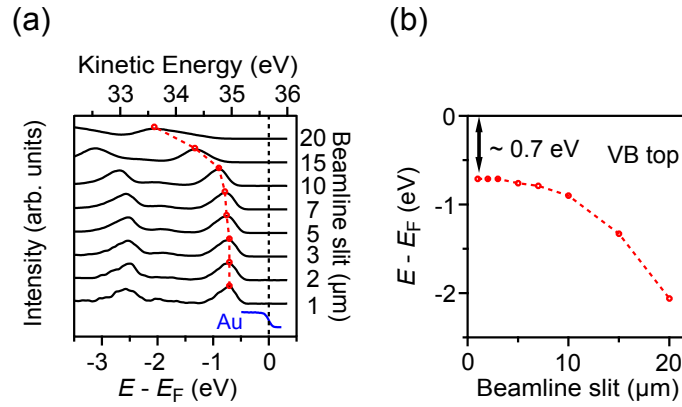 (a)
Kinetic Energy (eV)
33 34 35 36
Intensity (arb. units)
20
15
10
7
5
3
2
1
Beamline slit (μm)
Au
-3 -2 -1 0
E - EF (eV)
(b)
0
~ 0.7 eV VB top
-1
-2
E - EF (eV)
0 10 20
Beamline slit (μm)